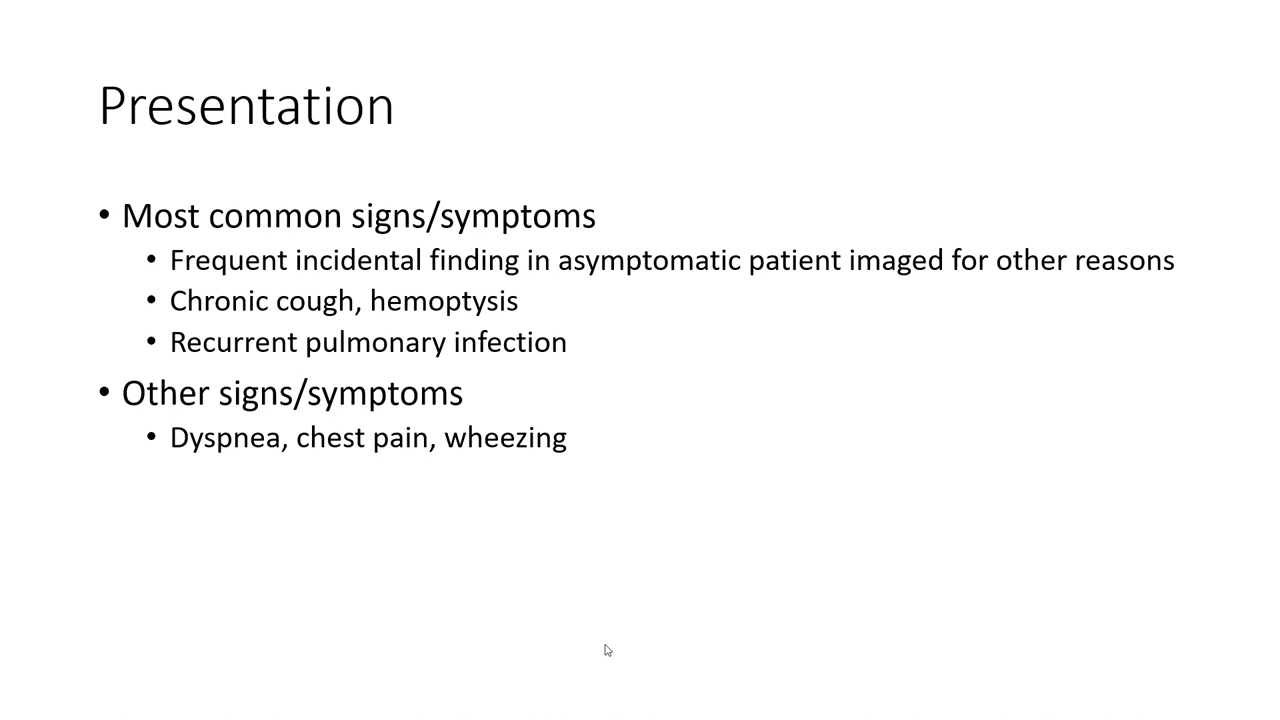 Presentation
• Most common signs/symptoms
• Frequent incidental finding in asymptomatic patient imaged for other reasons
• Chronic cough, hemoptysis
• Recurrent pulmonary infection
• Other signs/symptoms
• Dyspnea, chest pain, wheezing